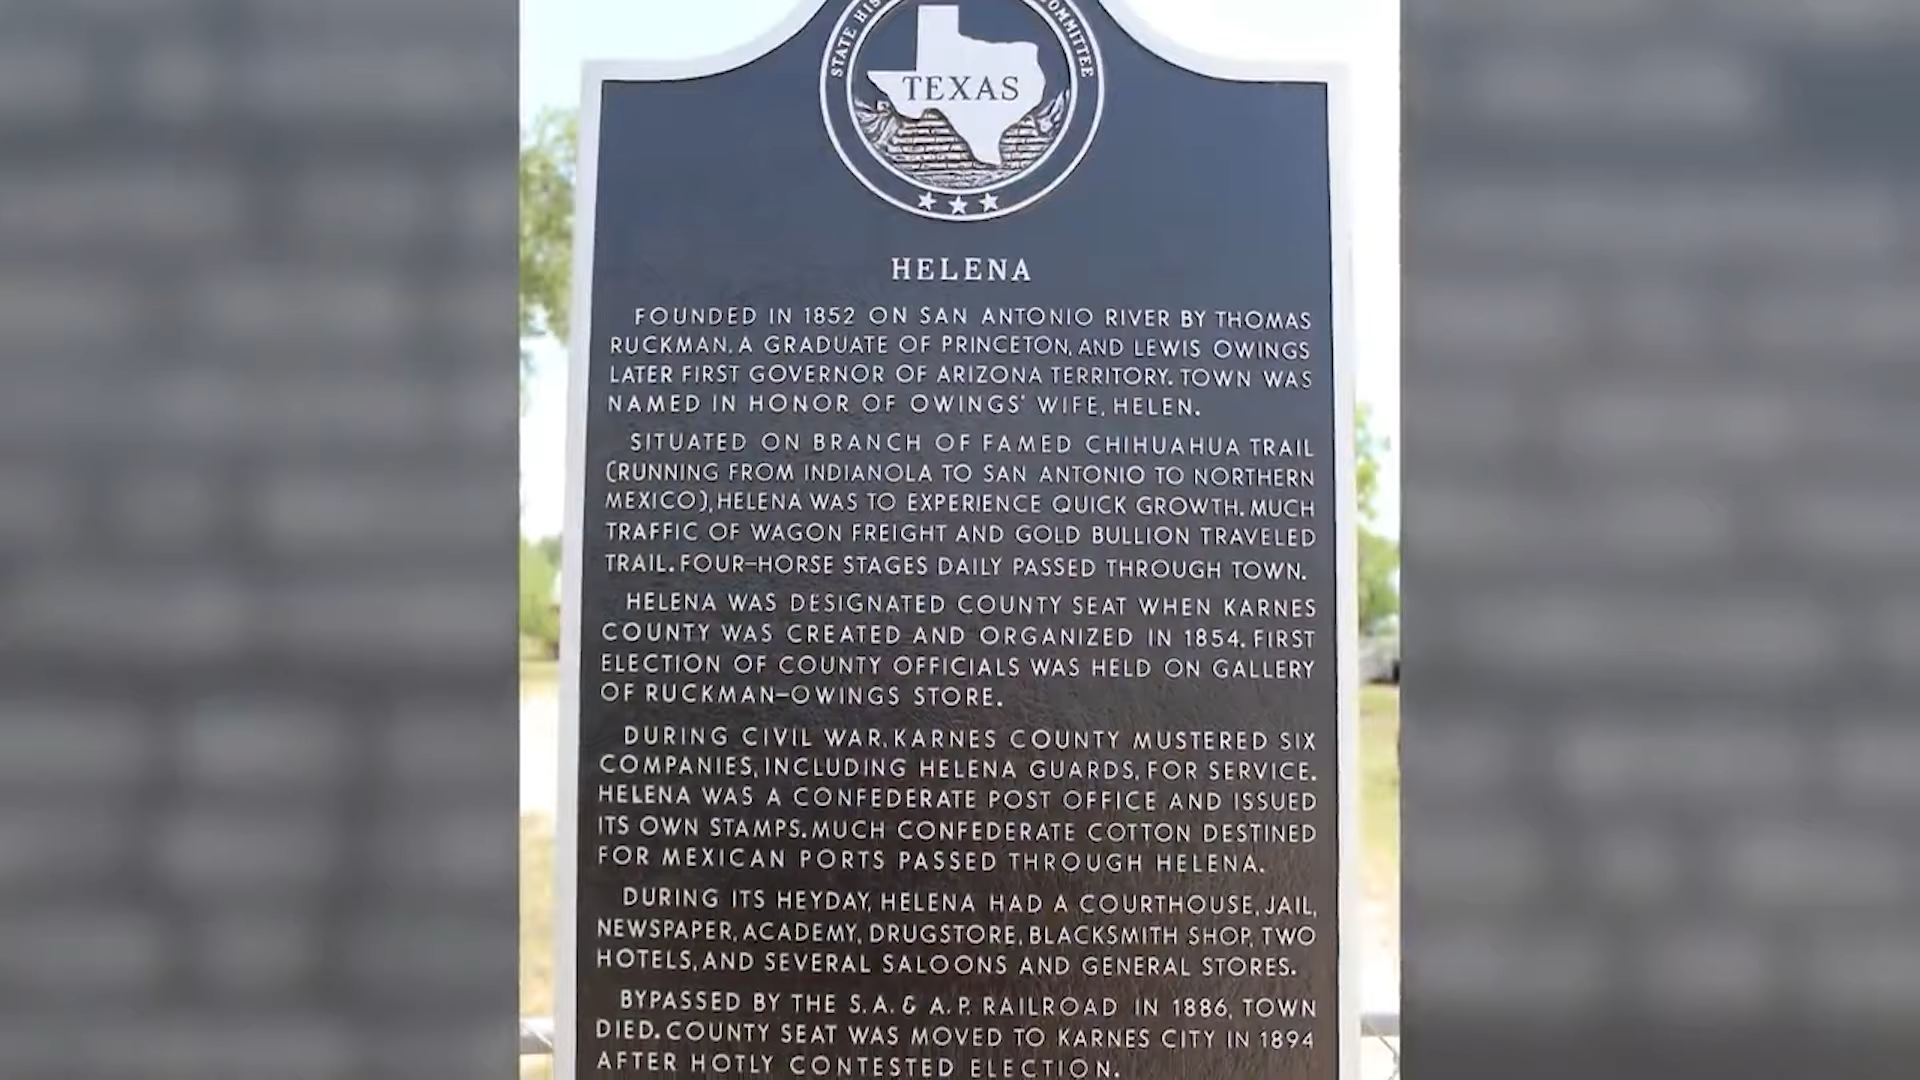 STATE HIS
OMMITTEE
TEXAS
HELENA
FOUNDED IN 1852 ON SAN ANTONIO RIVER BY THOMAS
RUCKMAN, A GRADUATE OF PRINCETON, AND LEWIS OWINGS
LATER FIRST GOVERNOR OF ARIZONA TERRITORY. TOWN WAS
NAMED IN HONOR OF OWINGS' WIFE, HELEN.
SITUATED ON BRANCH OF FAMED CHIHUAHUA TRAIL
(RUNNING FROM INDIANOLA TO SAN ANTONIO TO NORTHERN
MEXICO), HELENA WAS TO EXPERIENCE QUICK GROWTH. MUCH
TRAFFIC OF WAGON FREIGHT AND GOLD BULLION TRAVELED
TRAIL. FOUR-HORSE STAGES DAILY PASSED THROUGH TOWN.
HELENA WAS DESIGNATED COUNTY SEAT WHEN KARNES
COUNTY WAS CREATED AND ORGANIZED IN 1854. FIRST
ELECTION OF COUNTY OFFICIALS WAS HELD ON GALLERY
OF RUCKMAN-OWINGS STORE.
DURING CIVIL WAR, KARNES COUNTY MUSTERED SIX
COMPANIES, INCLUDING HELENA GUARDS, FOR SERVICE.
HELENA WAS A CONFEDERATE POST OFFICE AND ISSUED
ITS OWN STAMPS. MUCH CONFEDERATE COTTON DESTINED
FOR MEXICAN PORTS PASSED THROUGH HELENA.
DURING ITS HEYDAY, HELENA HAD A COURTHOUSE, JAIL,
NEWSPAPER, ACADEMY, DRUGSTORE, BLACKSMITH SHOP, TWO
HOTELS, AND SEVERAL SALOONS AND GENERAL STORES.
BYPASSED BY THE S.A. & A.P. RAILROAD IN 1886, TOWN
DIED. COUNTY SEAT WAS MOVED TO KARNES CITY IN 1894
AFTER HOTLY CONTESTED ELECTION.